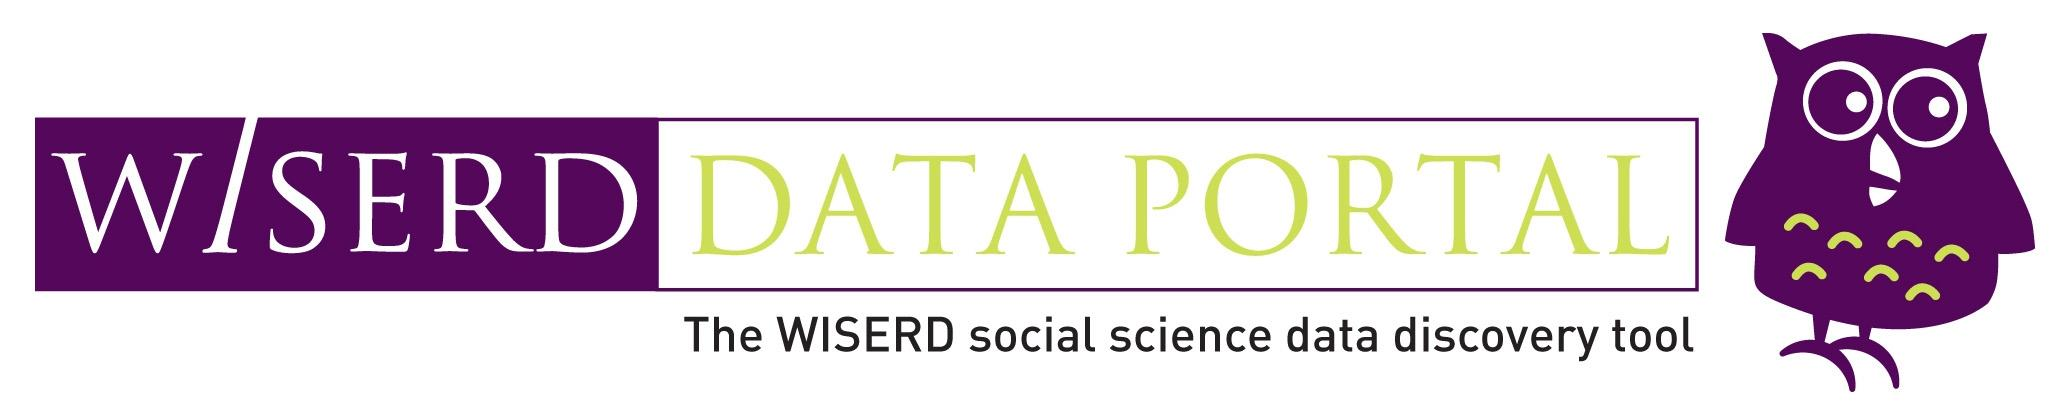 WISERD DATA PORTAL
The WISERD social science data discovery tool